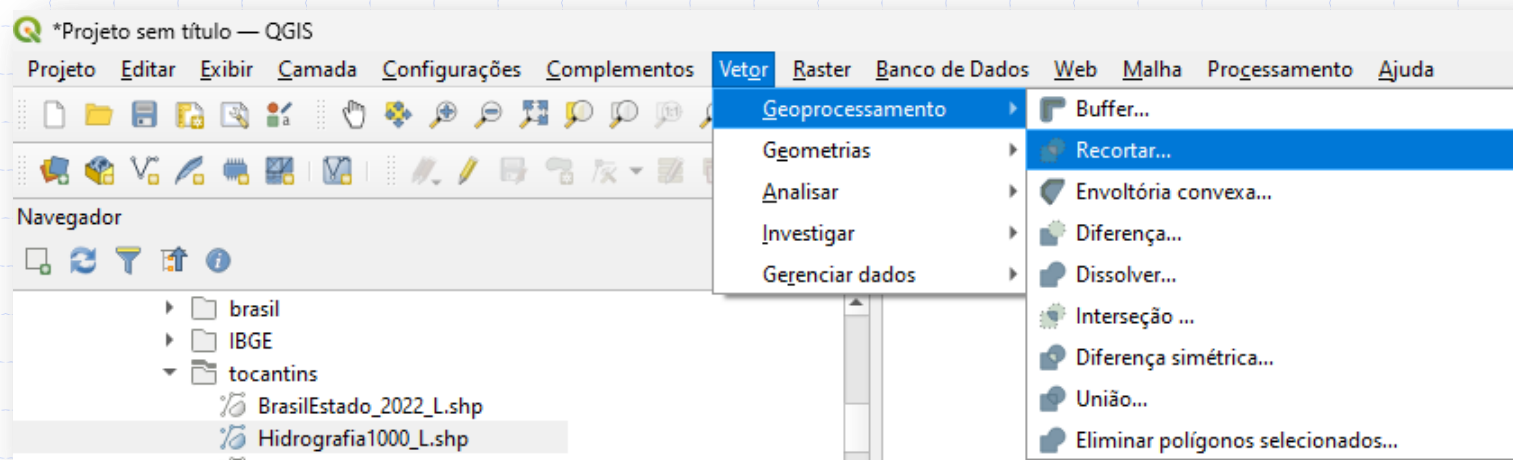 *Projeto sem título — QGIS
Projeto Editar Exibir Camada Configurações Complementos Vetor Raster Banco de Dados Web Malha Processamento Ajuda
Geoprocessamento
Geometrias
Analisar
Investigar
Gerenciar dados
Buffer...
Recortar...
Envoltória convexa...
Diferença...
Dissolver...
Interseção ...
Diferença simétrica...
União...
Eliminar polígonos selecionados...
Navegador
brasil
IBGE
tocantins
BrasilEstado_2022_L.shp
Hidrografia1000_L.shp